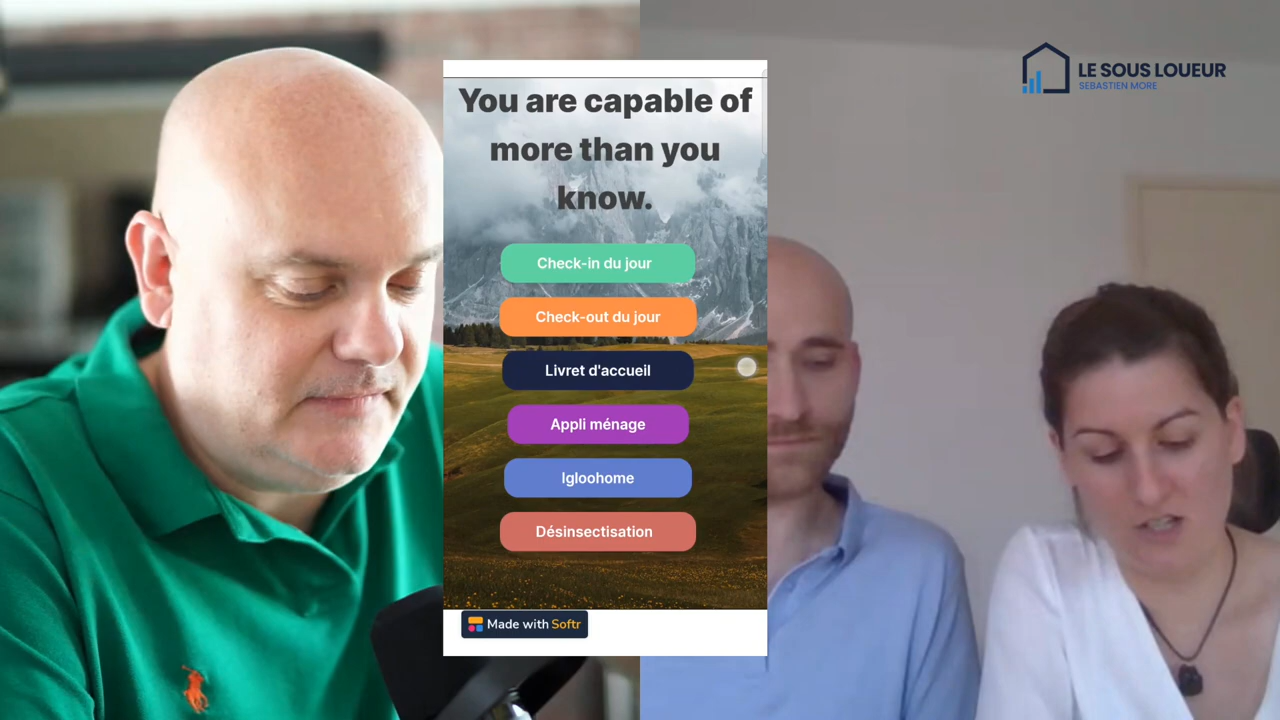 LE SOUS LOUEUR
SEBASTIEN MORE
You are capable of
more than you
know.
Check-in du jour
Check-out du jour
Livret d'accueil
Appli ménage
Igloohome
Désinsectisation
Made with Softr